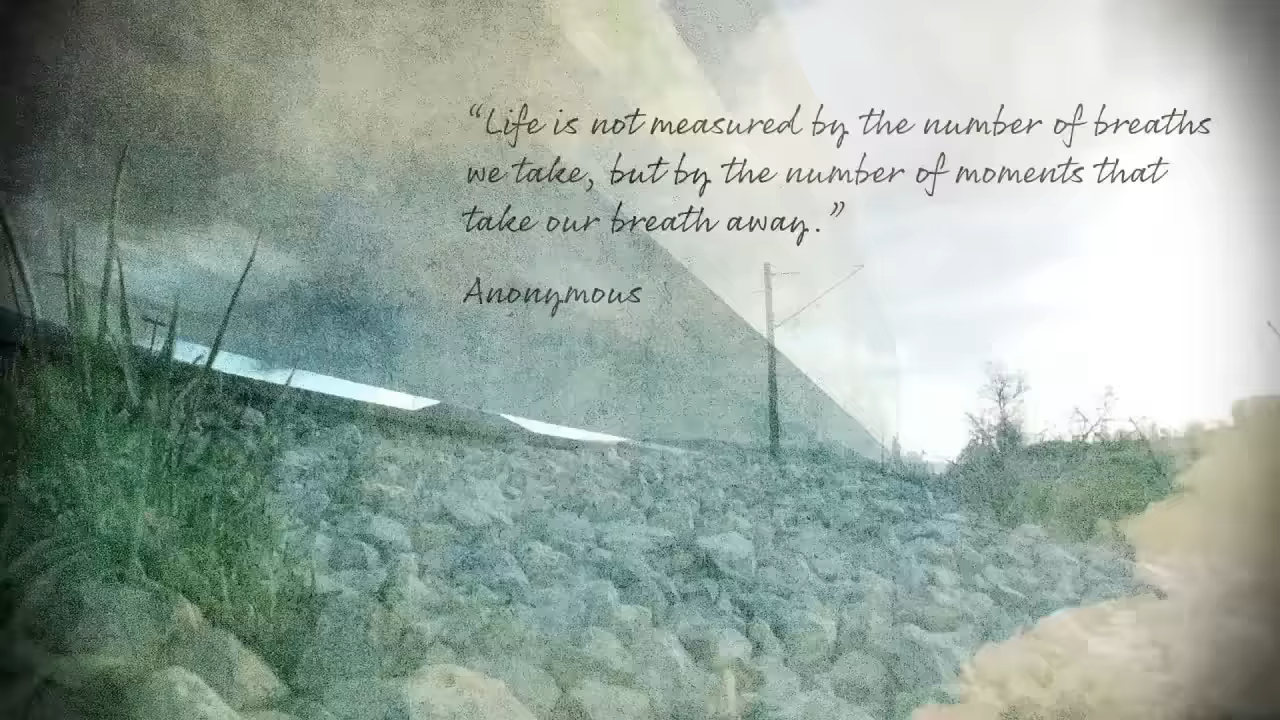 “Life is not measured by the number of breaths
we take, but by the number of moments that
take our breath away.”
Anonymous